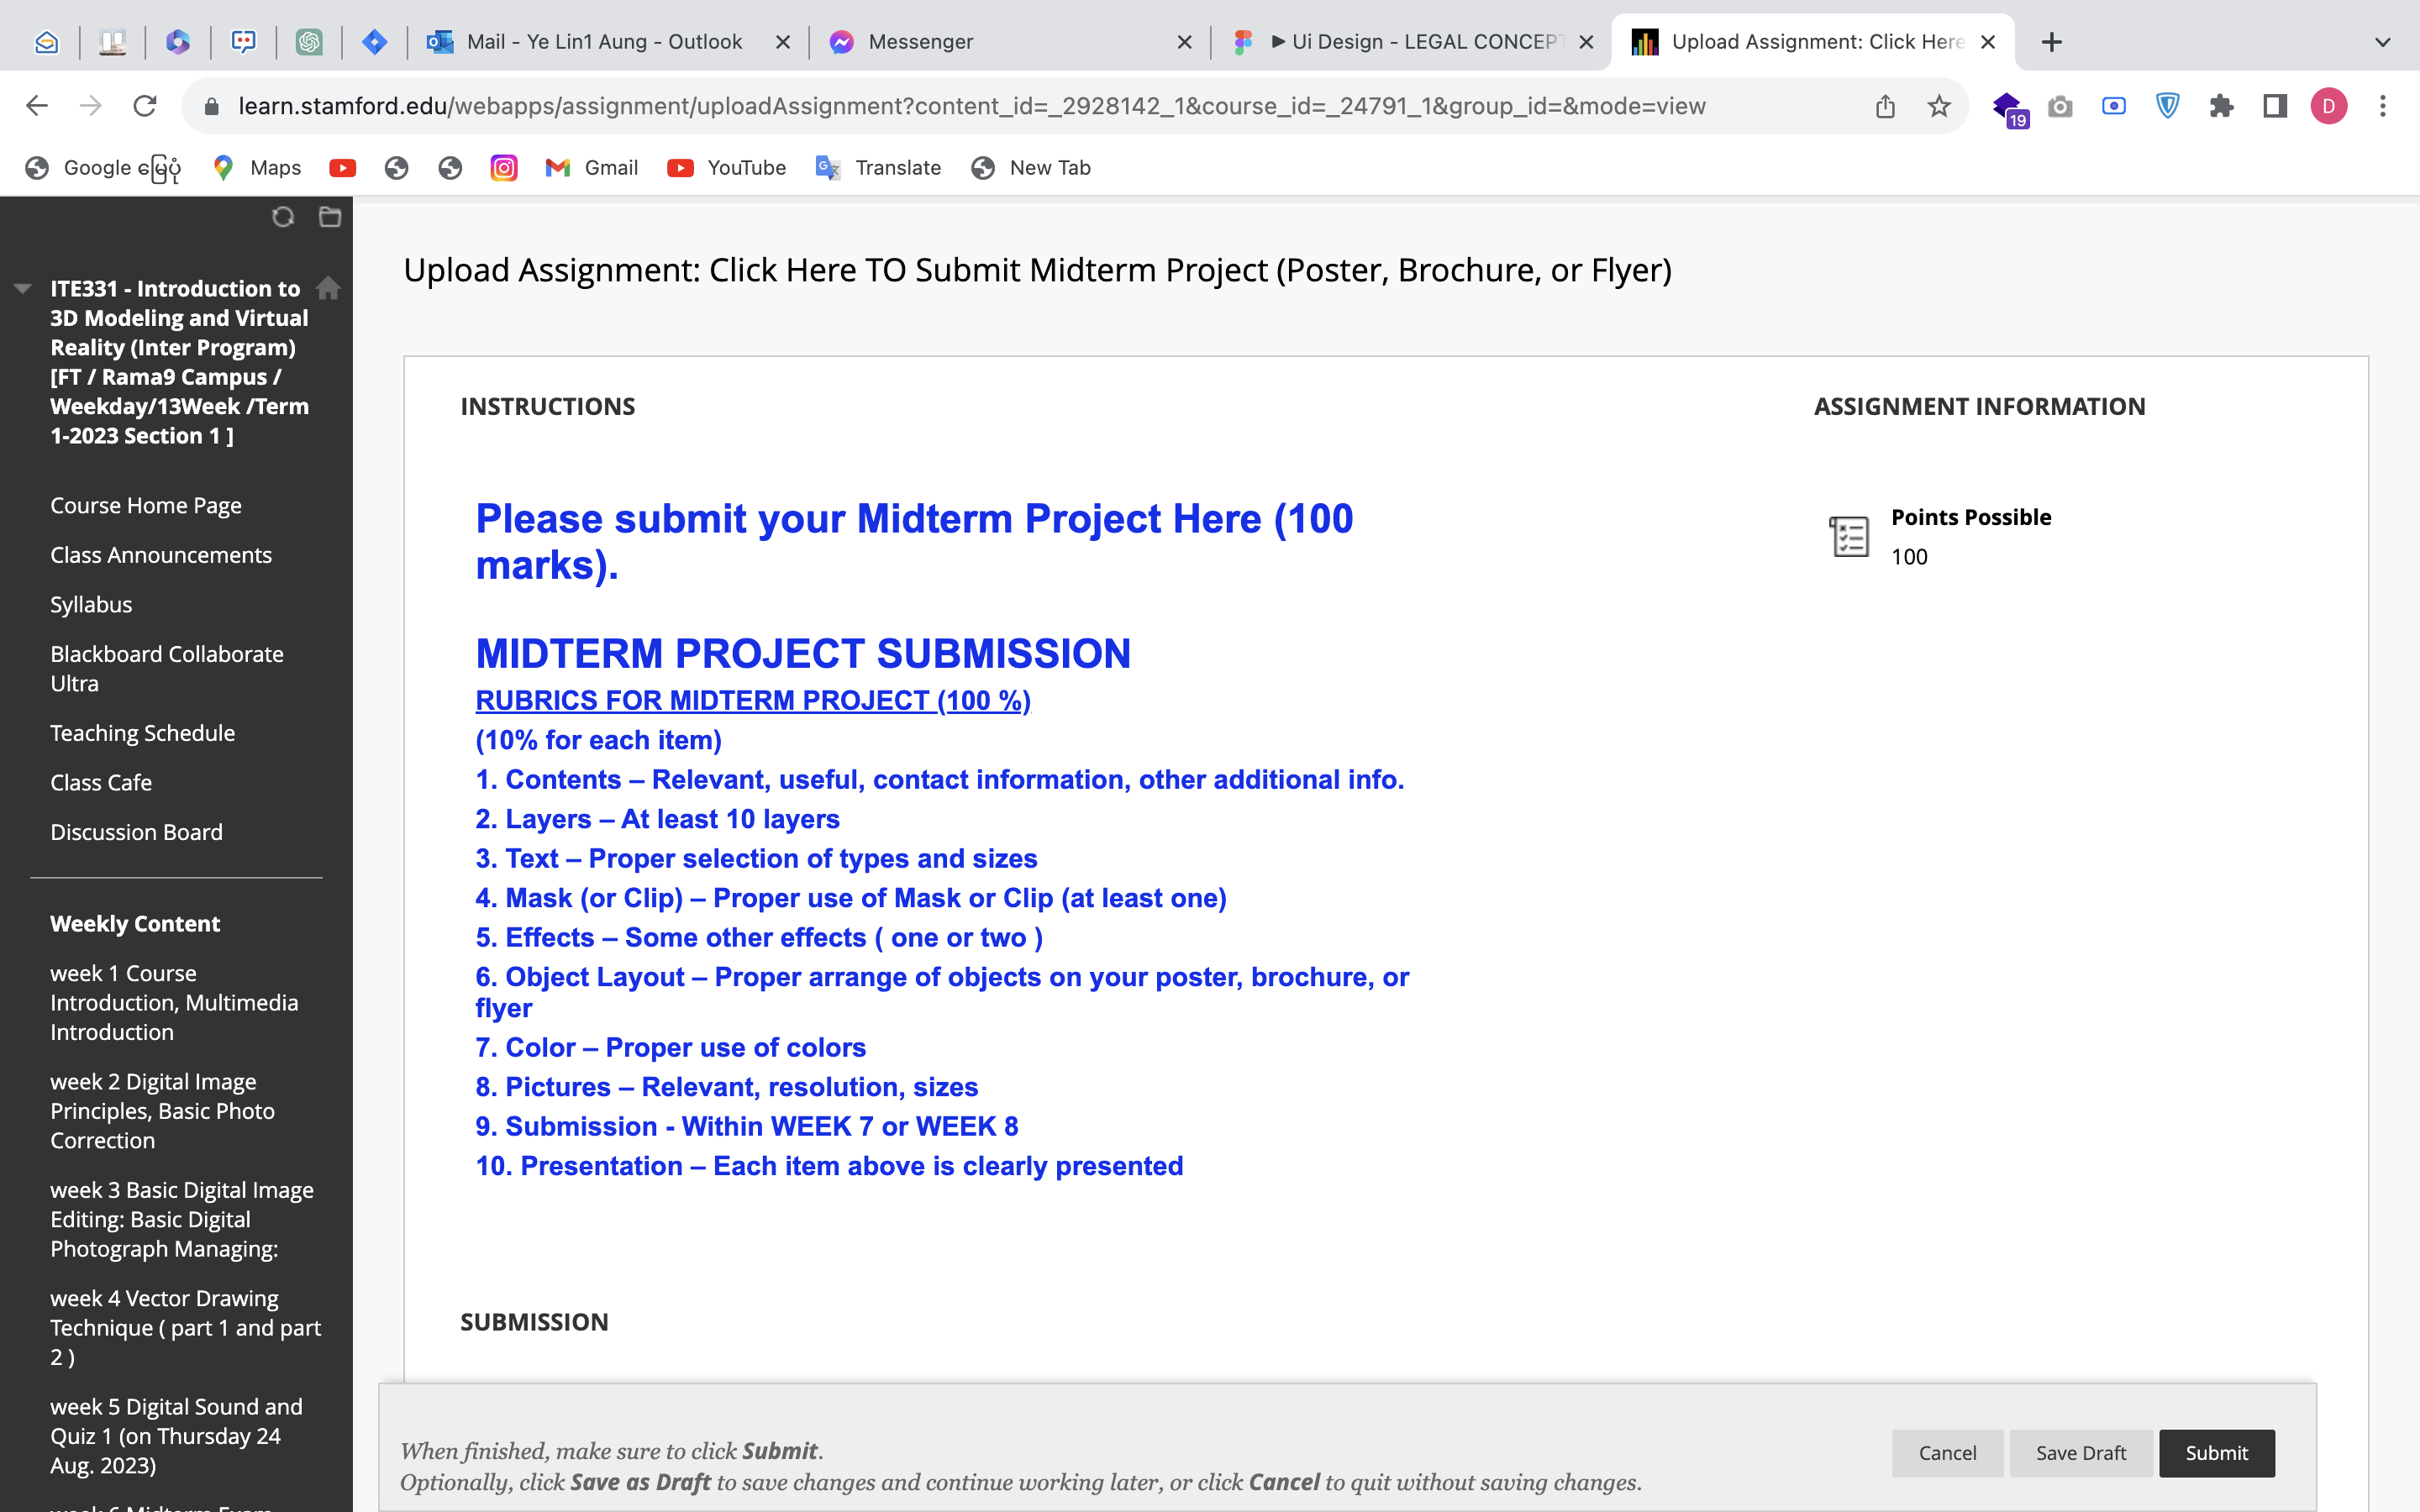 Mail - Ye Lin1 Aung - Outlook
Messenger
Ui Design - LEGAL CONCEPT
Upload Assignment: Click Here
learn.stamford.edu/webapps/assignment/uploadAssignment?content_id=_2928142_1&course_id=_24791_1&group_id=&mode=view
19
D
Google မြေပုံ
Maps
Gmail
YouTube
Translate
New Tab
ITE331 - Introduction to
3D Modeling and Virtual
Reality (Inter Program)
[FT / Rama9 Campus /
Weekday/13Week /Term
1-2023 Section 1 ]
Course Home Page
Class Announcements
Syllabus
Blackboard Collaborate
Ultra
Teaching Schedule
Class Cafe
Discussion Board
Weekly Content
week 1 Course
Introduction, Multimedia
Introduction
week 2 Digital Image
Principles, Basic Photo
Correction
week 3 Basic Digital Image
Editing: Basic Digital
Photograph Managing:
week 4 Vector Drawing
Technique ( part 1 and part
2 )
week 5 Digital Sound and
Quiz 1 (on Thursday 24
Aug. 2023)
week 6 Midterm Exam
Upload Assignment: Click Here TO Submit Midterm Project (Poster, Brochure, or Flyer)
INSTRUCTIONS
Please submit your Midterm Project Here (100
marks).
MIDTERM PROJECT SUBMISSION
RUBRICS FOR MIDTERM PROJECT (100 %)
(10% for each item)
1. Contents – Relevant, useful, contact information, other additional info.
2. Layers – At least 10 layers
3. Text – Proper selection of types and sizes
4. Mask (or Clip) – Proper use of Mask or Clip (at least one)
5. Effects – Some other effects ( one or two )
6. Object Layout – Proper arrange of objects on your poster, brochure, or
flyer
7. Color – Proper use of colors
8. Pictures – Relevant, resolution, sizes
9. Submission - Within WEEK 7 or WEEK 8
10. Presentation – Each item above is clearly presented
ASSIGNMENT INFORMATION
Points Possible
100
SUBMISSION
When finished, make sure to click Submit.
Optionally, click Save as Draft to save changes and continue working later, or click Cancel to quit without saving changes.
Cancel
Save Draft
Submit